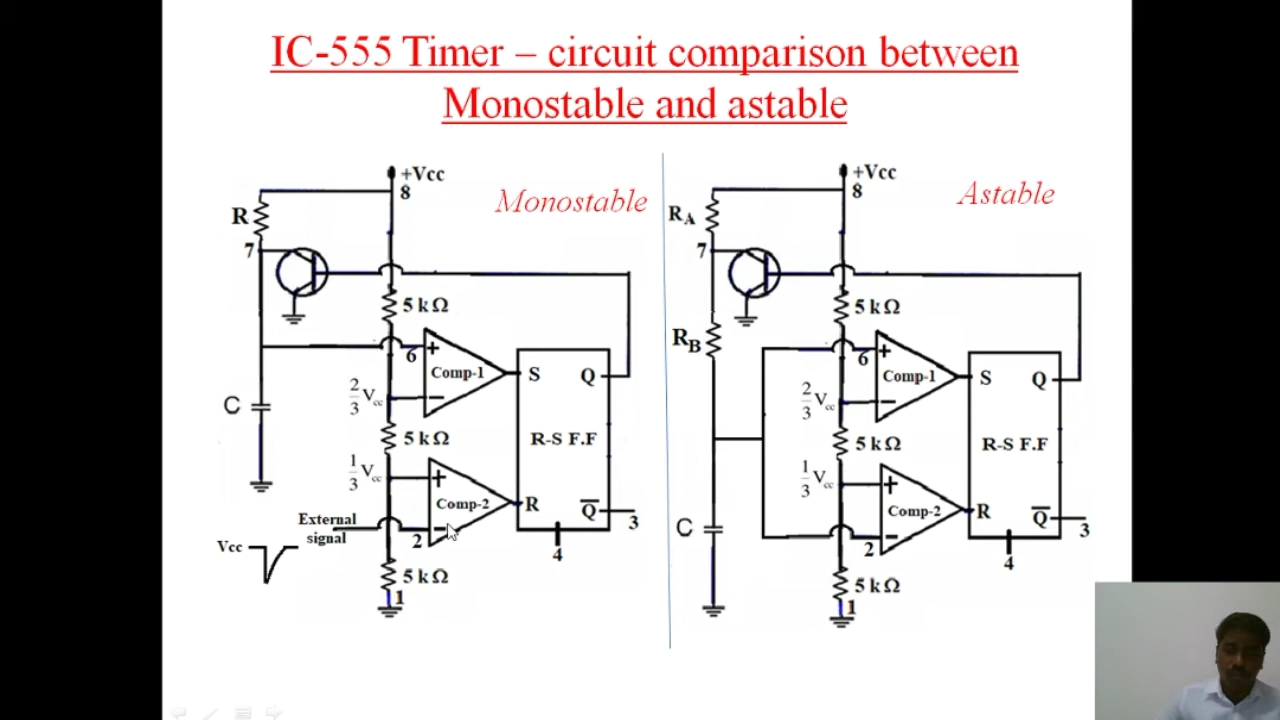 IC-555 Timer – circuit comparison between
Monostable and astable
+Vcc
8
Monostable
R
7
5 kΩ
6
+
Comp-1
−
S
Q
2/3 Vcc
C
5 kΩ
R-S F.F
1/3 Vcc
+
Comp-2
−
R
Q̅
3
External
signal
Vcc
2
4
5 kΩ
1
+Vcc
8
Astable
RA
7
5 kΩ
RB
6
+
Comp-1
−
S
Q
2/3 Vcc
5 kΩ
R-S F.F
1/3 Vcc
+
Comp-2
−
R
Q̅
3
C
2
4
5 kΩ
1